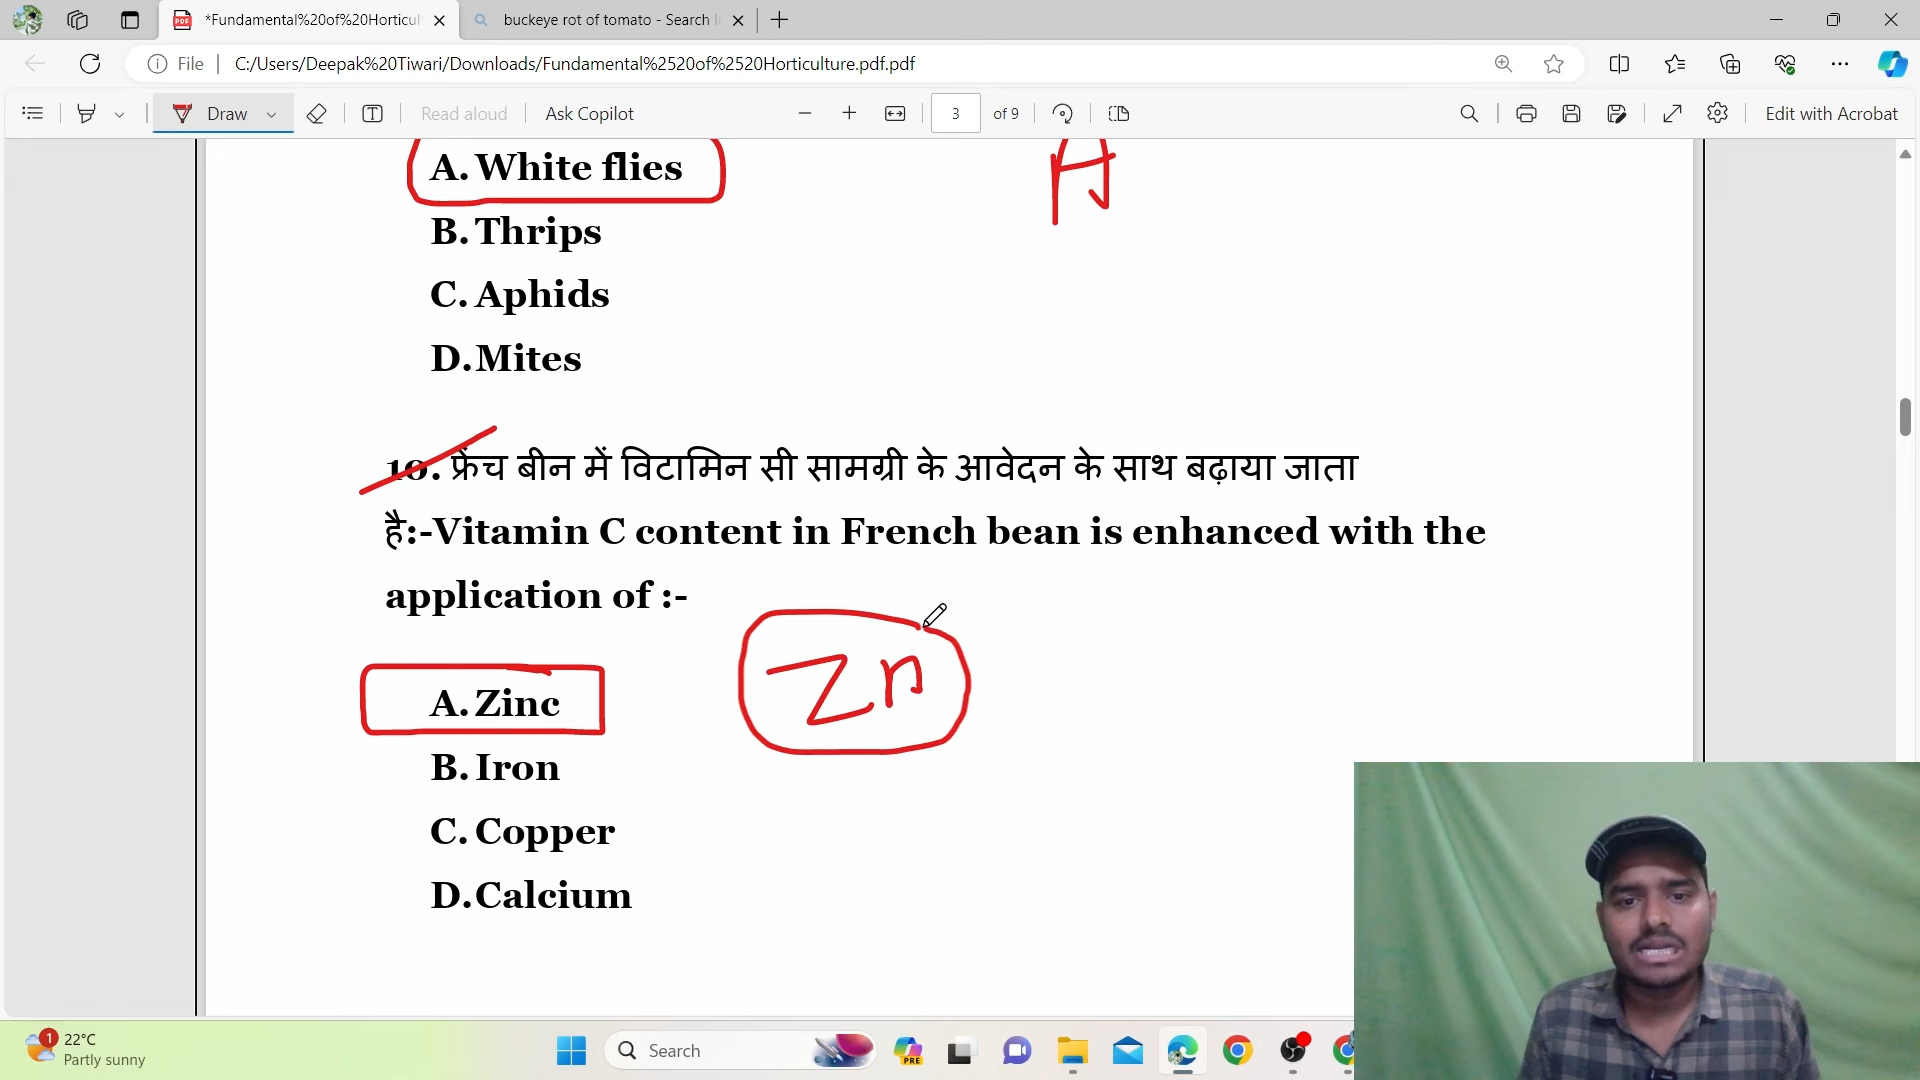 *Fundamental%20of%20Horticul
buckeye rot of tomato - Search
File
C:/Users/Deepak%20Tiwari/Downloads/Fundamental%2520of%2520Horticulture.pdf.pdf
Draw
Read aloud
Ask Copilot
3
of 9
Edit with Acrobat
A. White flies
A
B. Thrips
C. Aphids
D. Mites
10. फ्रेंच बीन में विटामिन सी सामग्री के आवेदन के साथ बढ़ाया जाता
है:-Vitamin C content in French bean is enhanced with the
application of :-
Zn
A. Zinc
B. Iron
C. Copper
D. Calcium
1
22°C
Partly sunny
Search
PRE